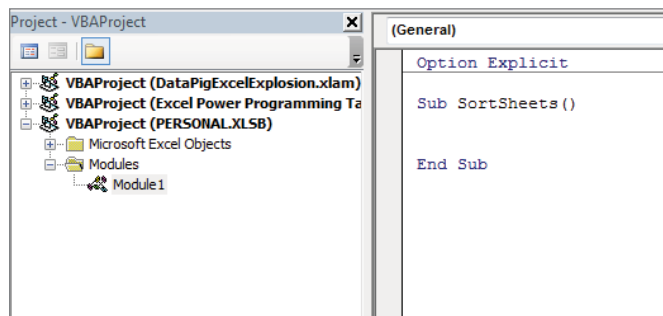 Project - VBAProject
VBAProject (DataPigExcelExplosion.xlam)
VBAProject (Excel Power Programming Ta
VBAProject (PERSONAL.XLSB)
Microsoft Excel Objects
Modules
Module1
(General)
Option Explicit
Sub SortSheets()
End Sub